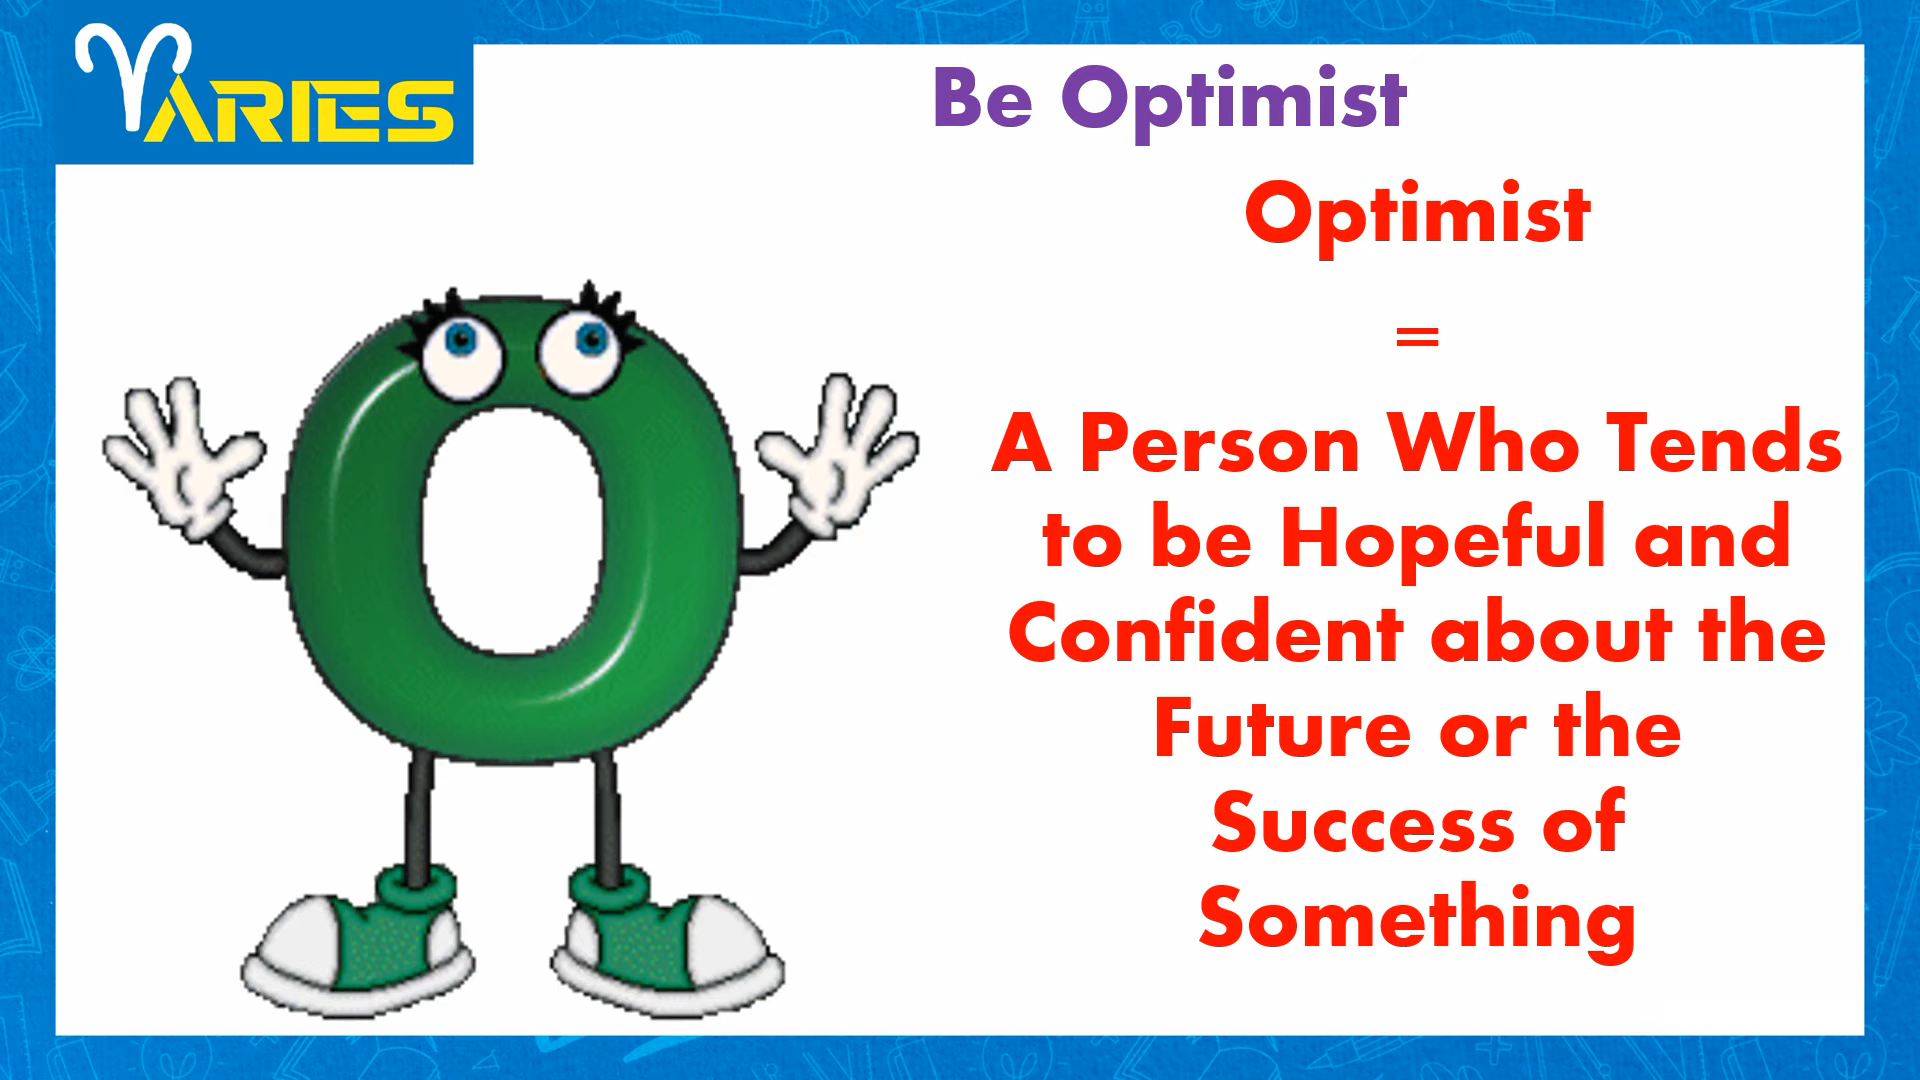 ARIES
Be Optimist
Optimist
=
A Person Who Tends
to be Hopeful and
Confident about the
Future or the
Success of
Something